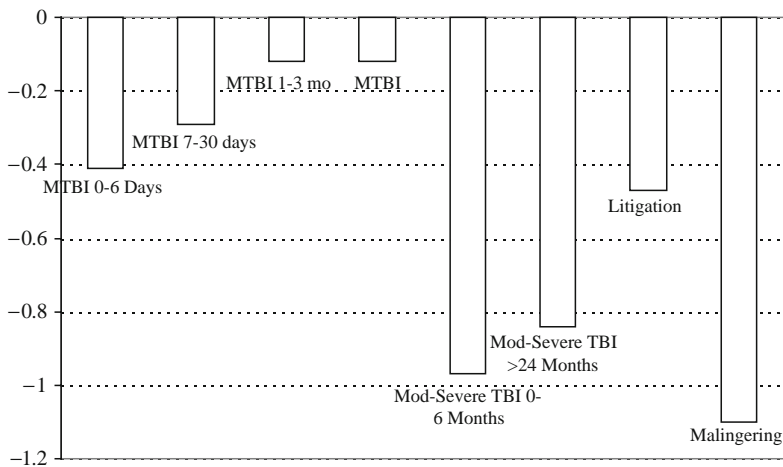 0
−0.2
−0.4
−0.6
−0.8
−1
−1.2
MTBI 0-6 Days
MTBI 7-30 days
MTBI 1-3 mo
MTBI
Mod-Severe TBI 0-
6 Months
Mod-Severe TBI
>24 Months
Litigation
Malingering